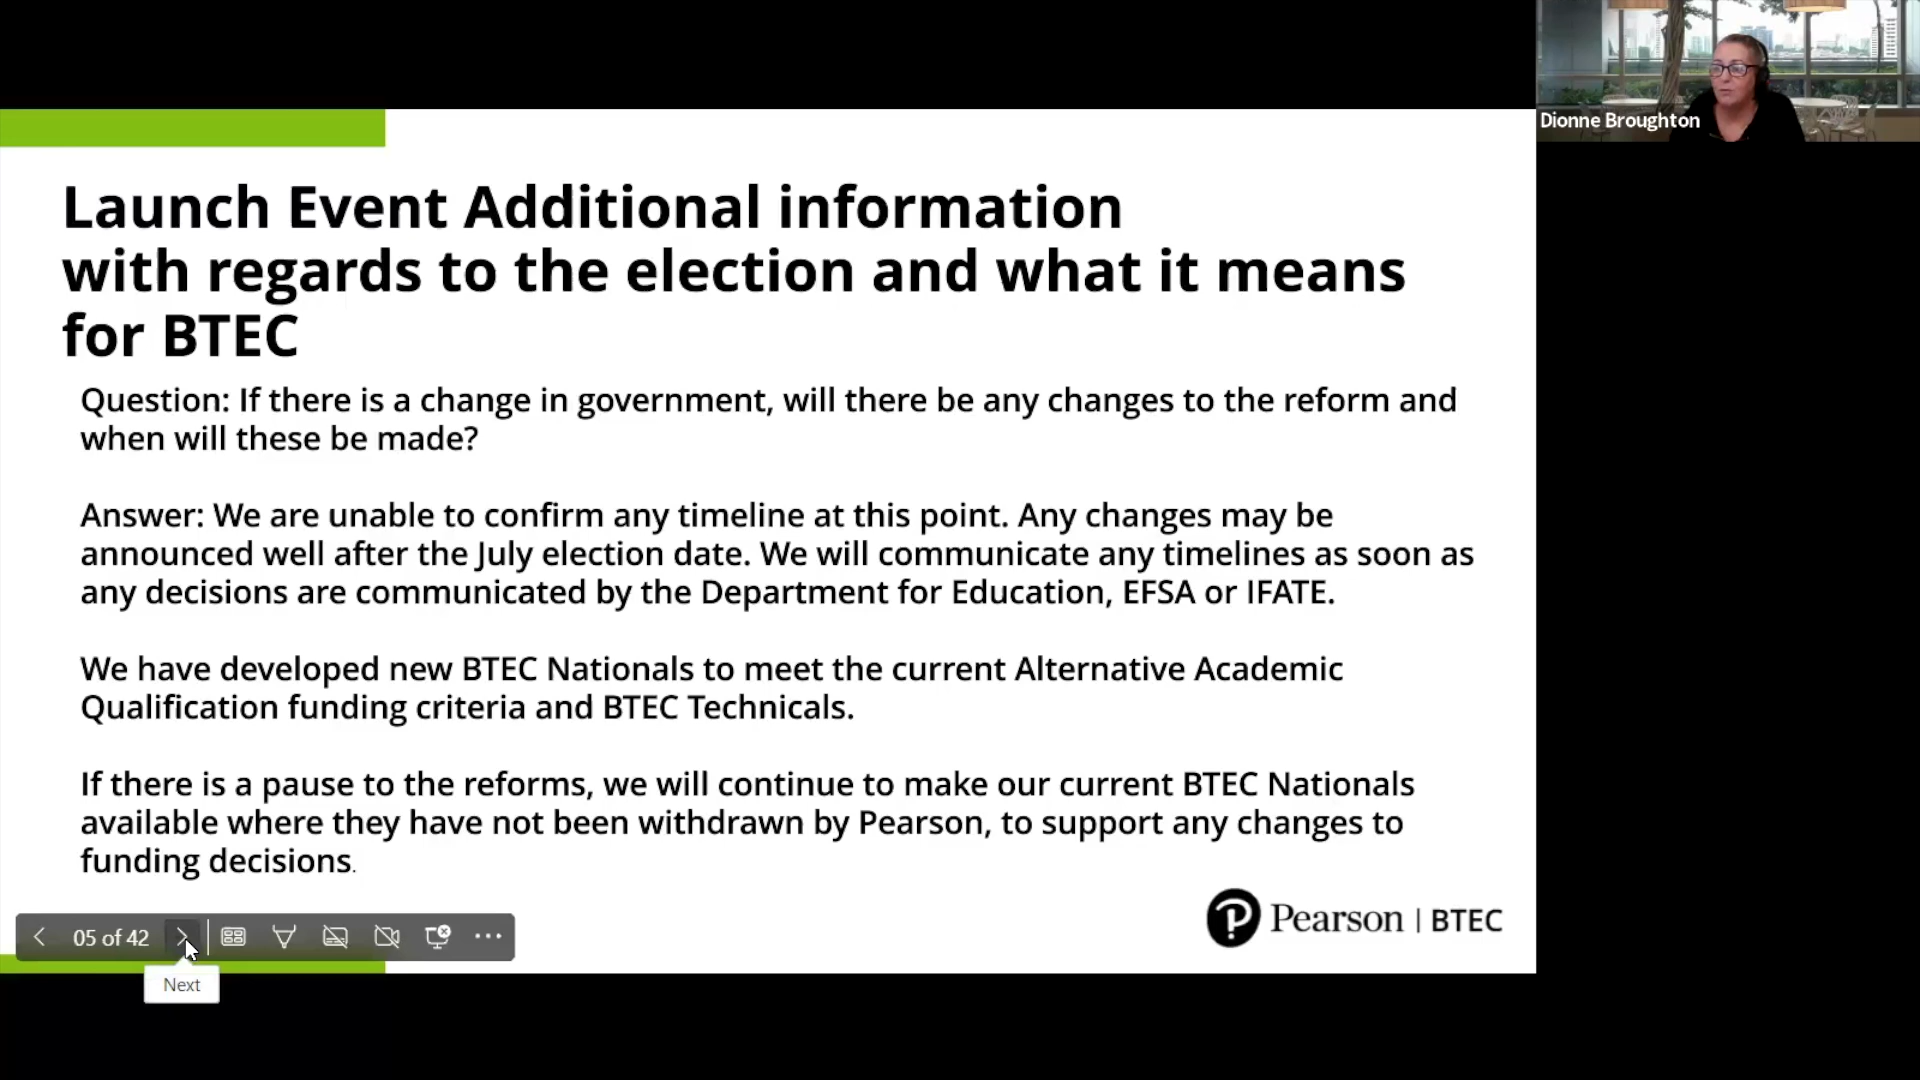 Dionne Broughton
Launch Event Additional information
with regards to the election and what it means
for BTEC
Question: If there is a change in government, will there be any changes to the reform and
when will these be made?
Answer: We are unable to confirm any timeline at this point. Any changes may be
announced well after the July election date. We will communicate any timelines as soon as
any decisions are communicated by the Department for Education, EFSA or IFATE.
We have developed new BTEC Nationals to meet the current Alternative Academic
Qualification funding criteria and BTEC Technicals.
If there is a pause to the reforms, we will continue to make our current BTEC Nationals
available where they have not been withdrawn by Pearson, to support any changes to
funding decisions.
Pearson | BTEC
05 of 42
Next